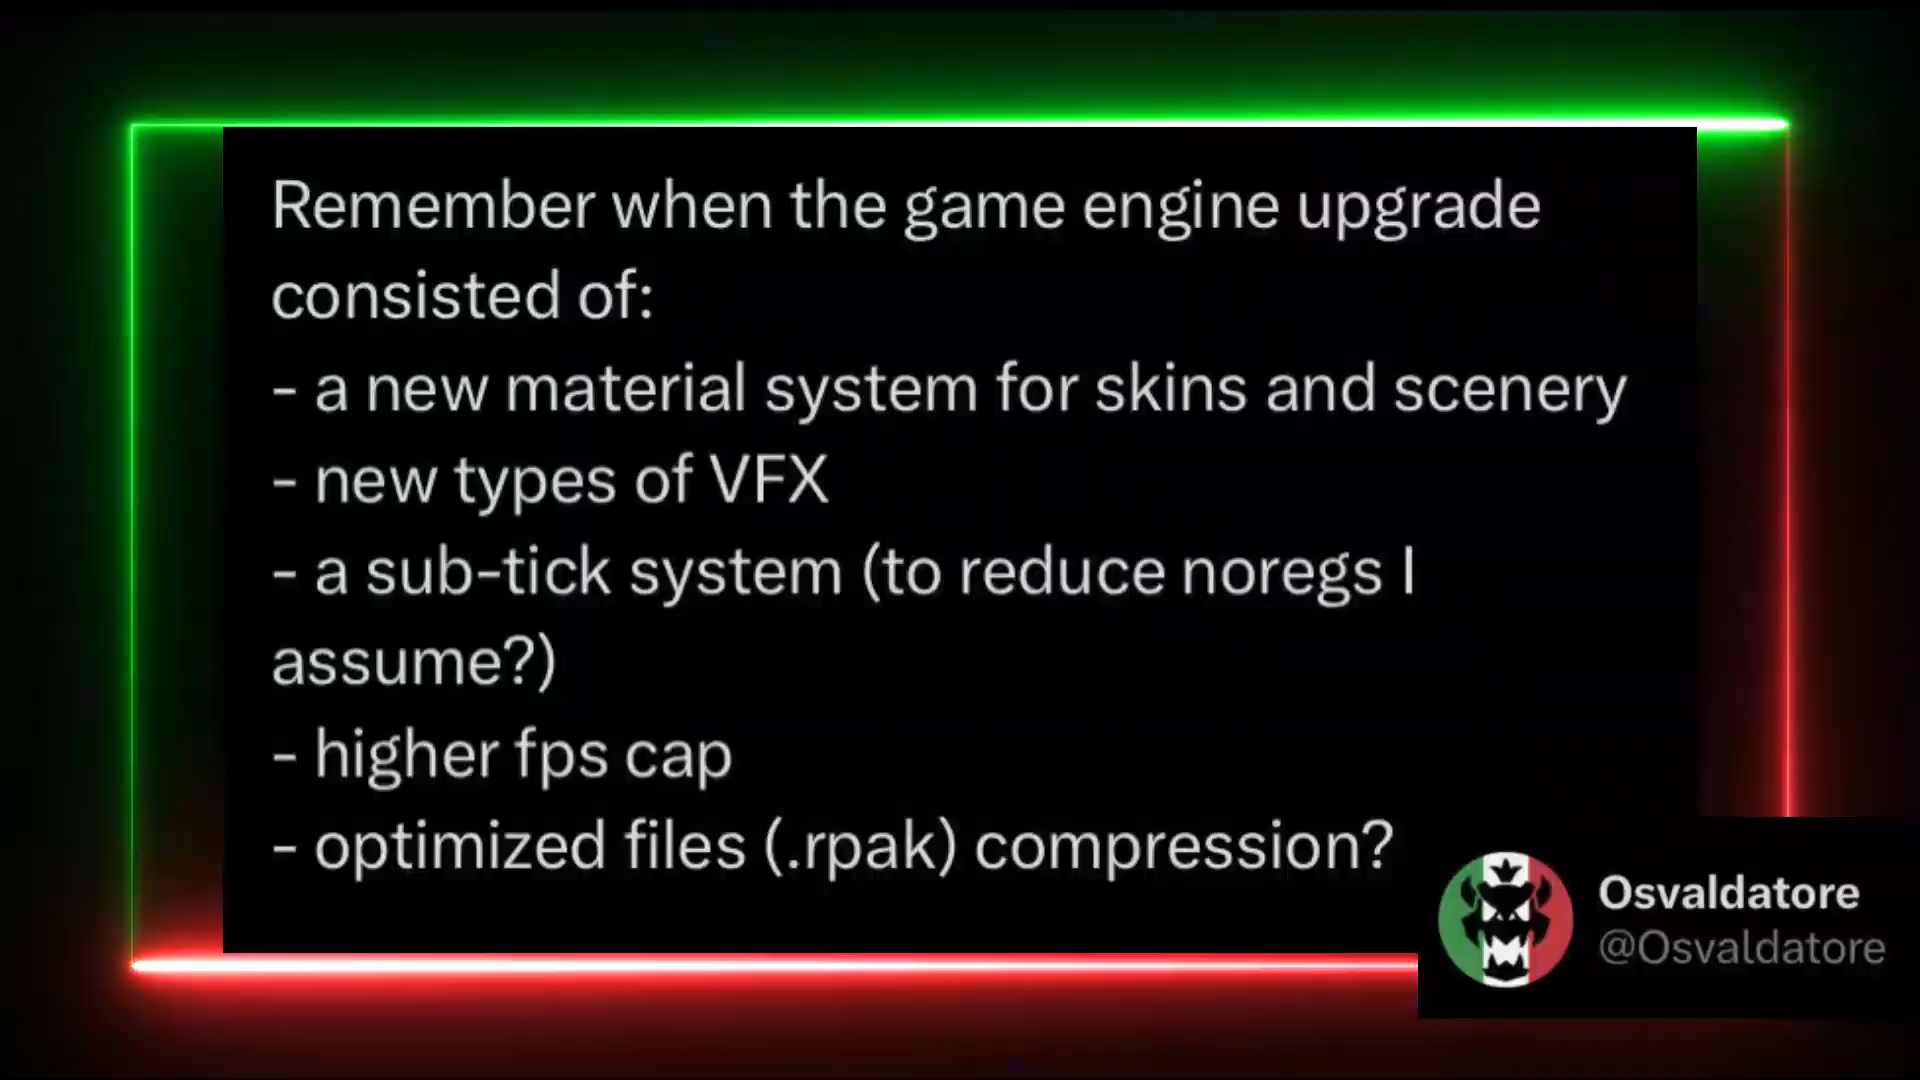 Remember when the game engine upgrade
consisted of:
- a new material system for skins and scenery
- new types of VFX
- a sub-tick system (to reduce noregs I
assume?)
- higher fps cap
- optimized files (.rpak) compression?
Osvaldatore
@Osvaldatore